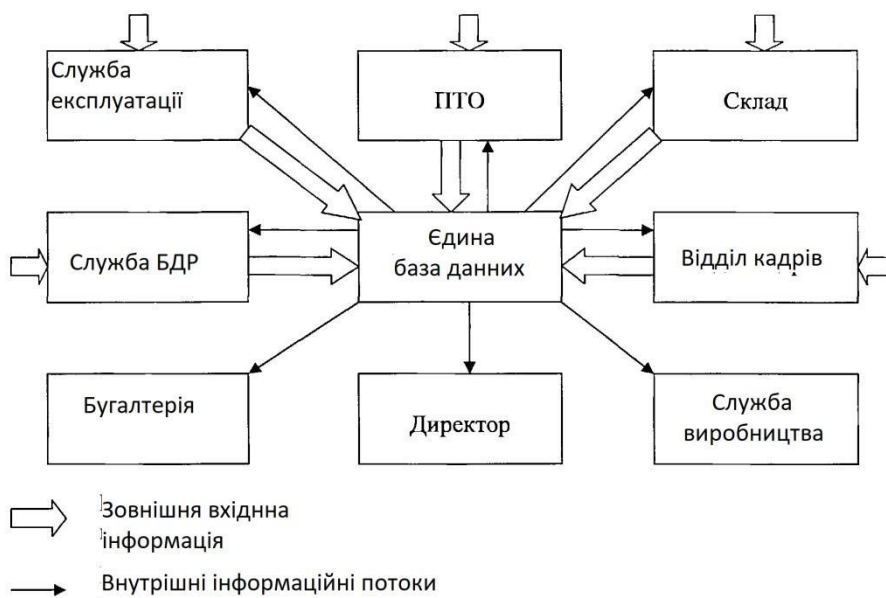 Служба
експлуатації
ПТО
Склад
Служба БДР
Єдина
база данних
Відділ кадрів
Бугалтерія
Директор
Служба
виробництва
Зовнішня вхіднна
інформація
Внутрішні інформаційні потоки